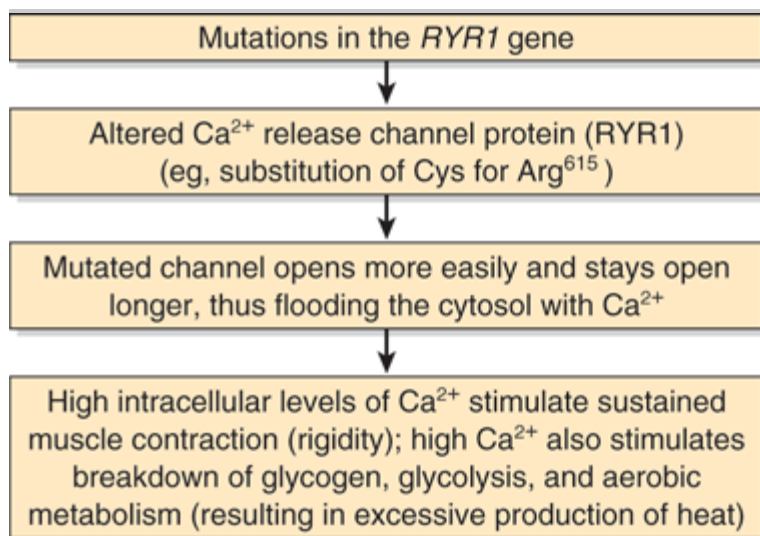 Mutations in the RYR1 gene
Altered Ca²⁺ release channel protein (RYR1)
(eg, substitution of Cys for Arg⁶¹⁵ )
Mutated channel opens more easily and stays open
longer, thus flooding the cytosol with Ca²⁺
High intracellular levels of Ca²⁺ stimulate sustained
muscle contraction (rigidity); high Ca²⁺ also stimulates
breakdown of glycogen, glycolysis, and aerobic
metabolism (resulting in excessive production of heat)